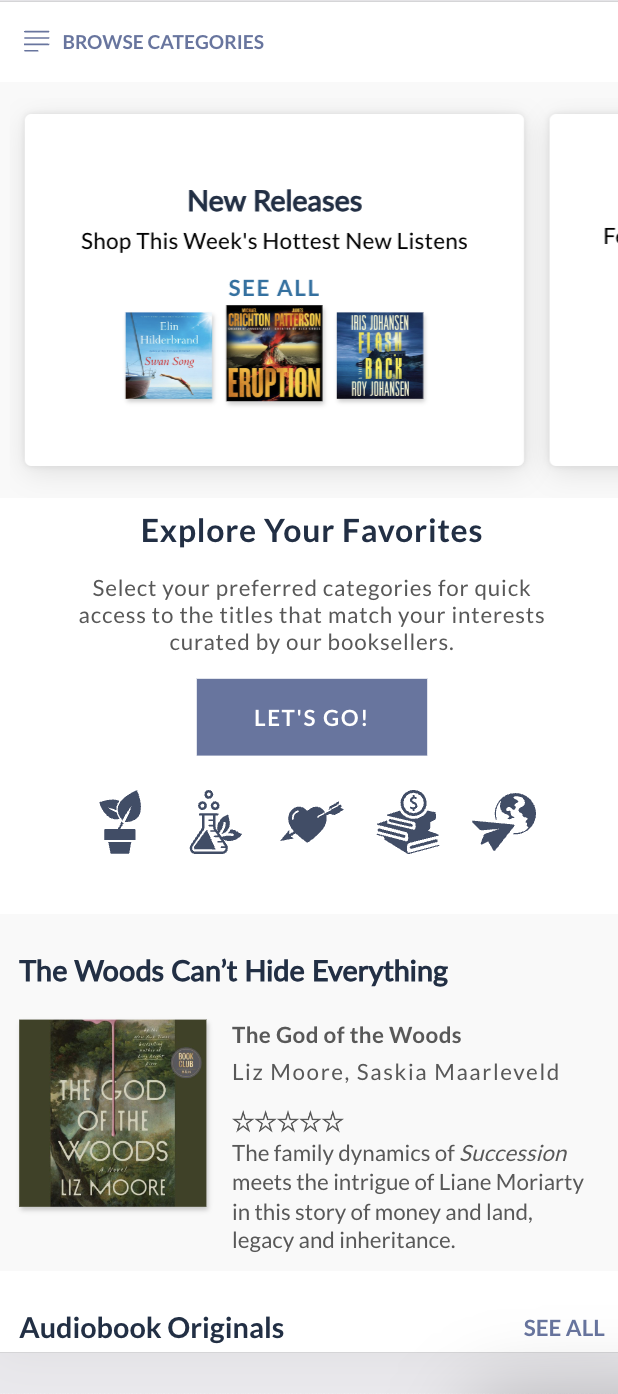 BROWSE CATEGORIES
New Releases
Shop This Week's Hottest New Listens
SEE ALL
Elin
Hilderbrand
Swan Song
MICHAEL
CRICHTON
JAMES
PATTERSON
ERUPTION
IRIS JOHANSEN
FLASH
BACK
ROY JOHANSEN
Explore Your Favorites
Select your preferred categories for quick
access to the titles that match your interests
curated by our booksellers.
LET'S GO!
$
The Woods Can’t Hide Everything
BOOK
CLUB
THE GOD
OF THE
WOODS
A Novel
LIZ MOORE
The God of the Woods
Liz Moore, Saskia Maarleveld
The family dynamics of Succession
meets the intrigue of Liane Moriarty
in this story of money and land,
legacy and inheritance.
Audiobook Originals
SEE ALL